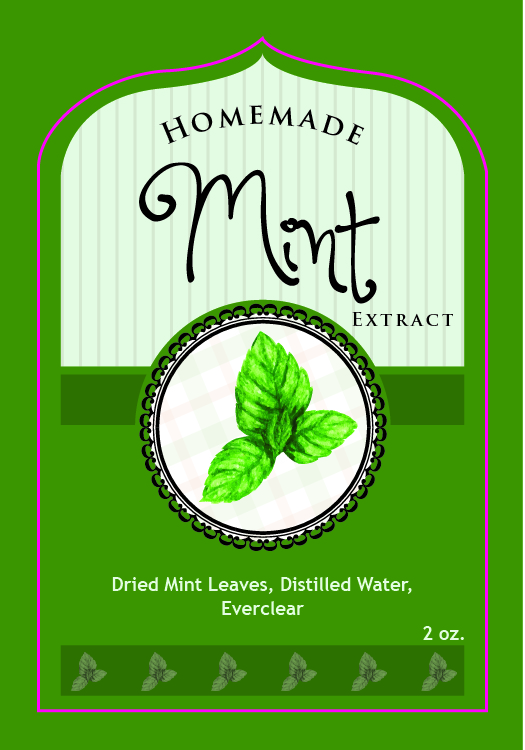 Homemade
Mint
Extract
Dried Mint Leaves, Distilled Water,
Everclear
2 oz.